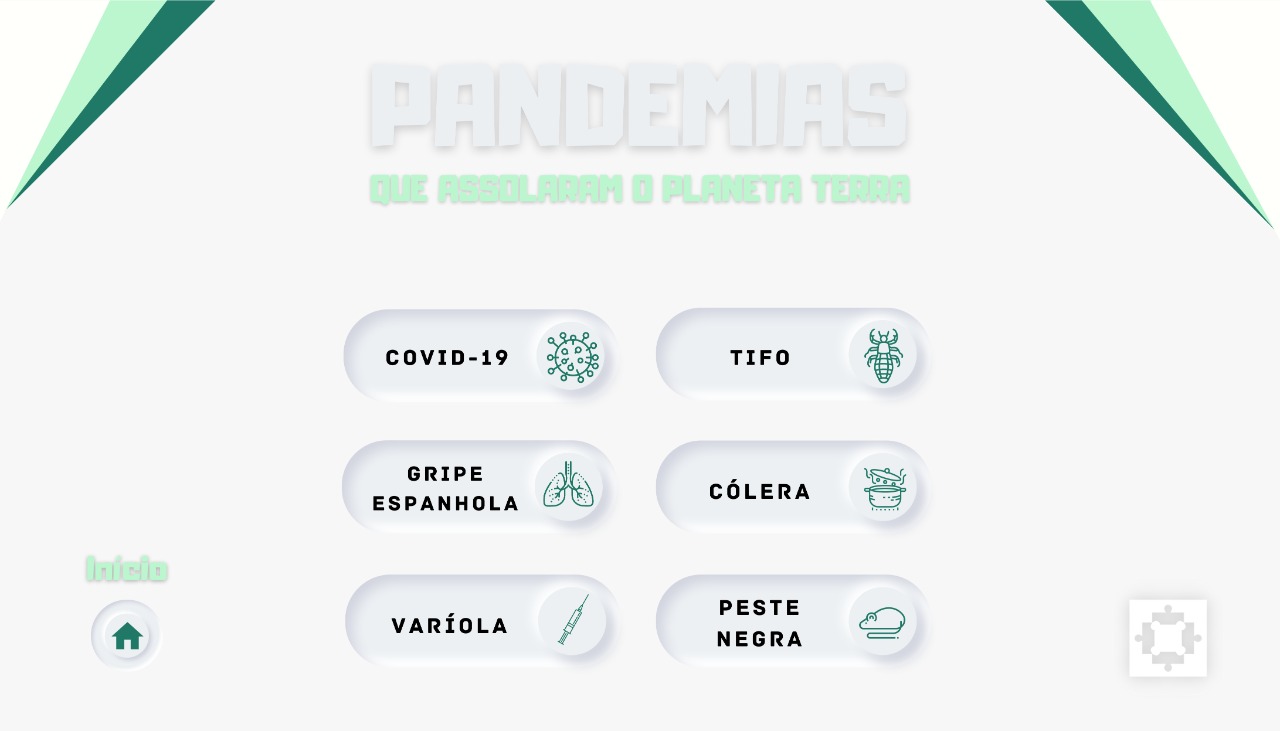 PANDEMIAS
QUE ASSOLARAM O PLANETA TERRA
COVID-19
TIFO
GRIPE
ESPANHOLA
CÓLERA
VARÍOLA
PESTE
NEGRA
Início